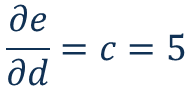 ∂e/∂d = c = 5